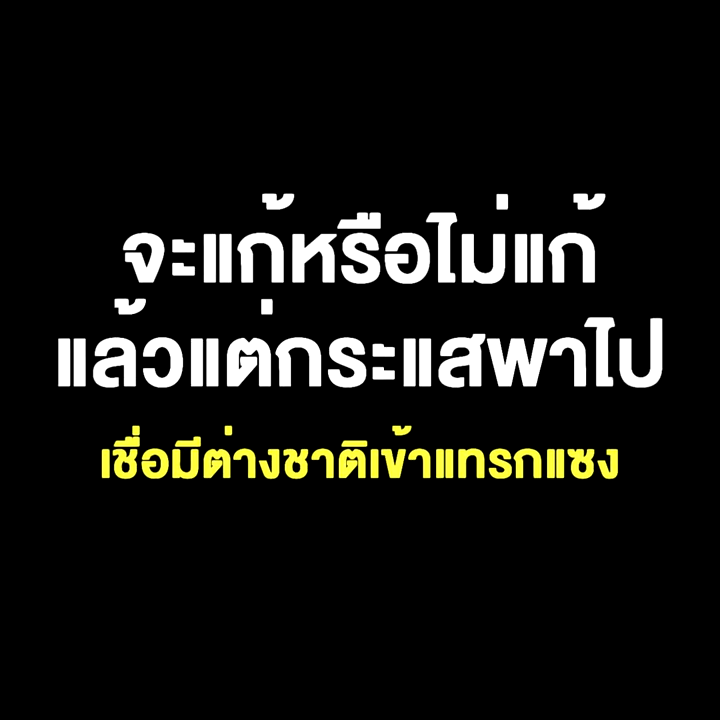 จะแก้หรือไม่แก้
แล้วแต่กระแสพาไป
เชื่อมีต่างชาติเข้าแทรกแซง